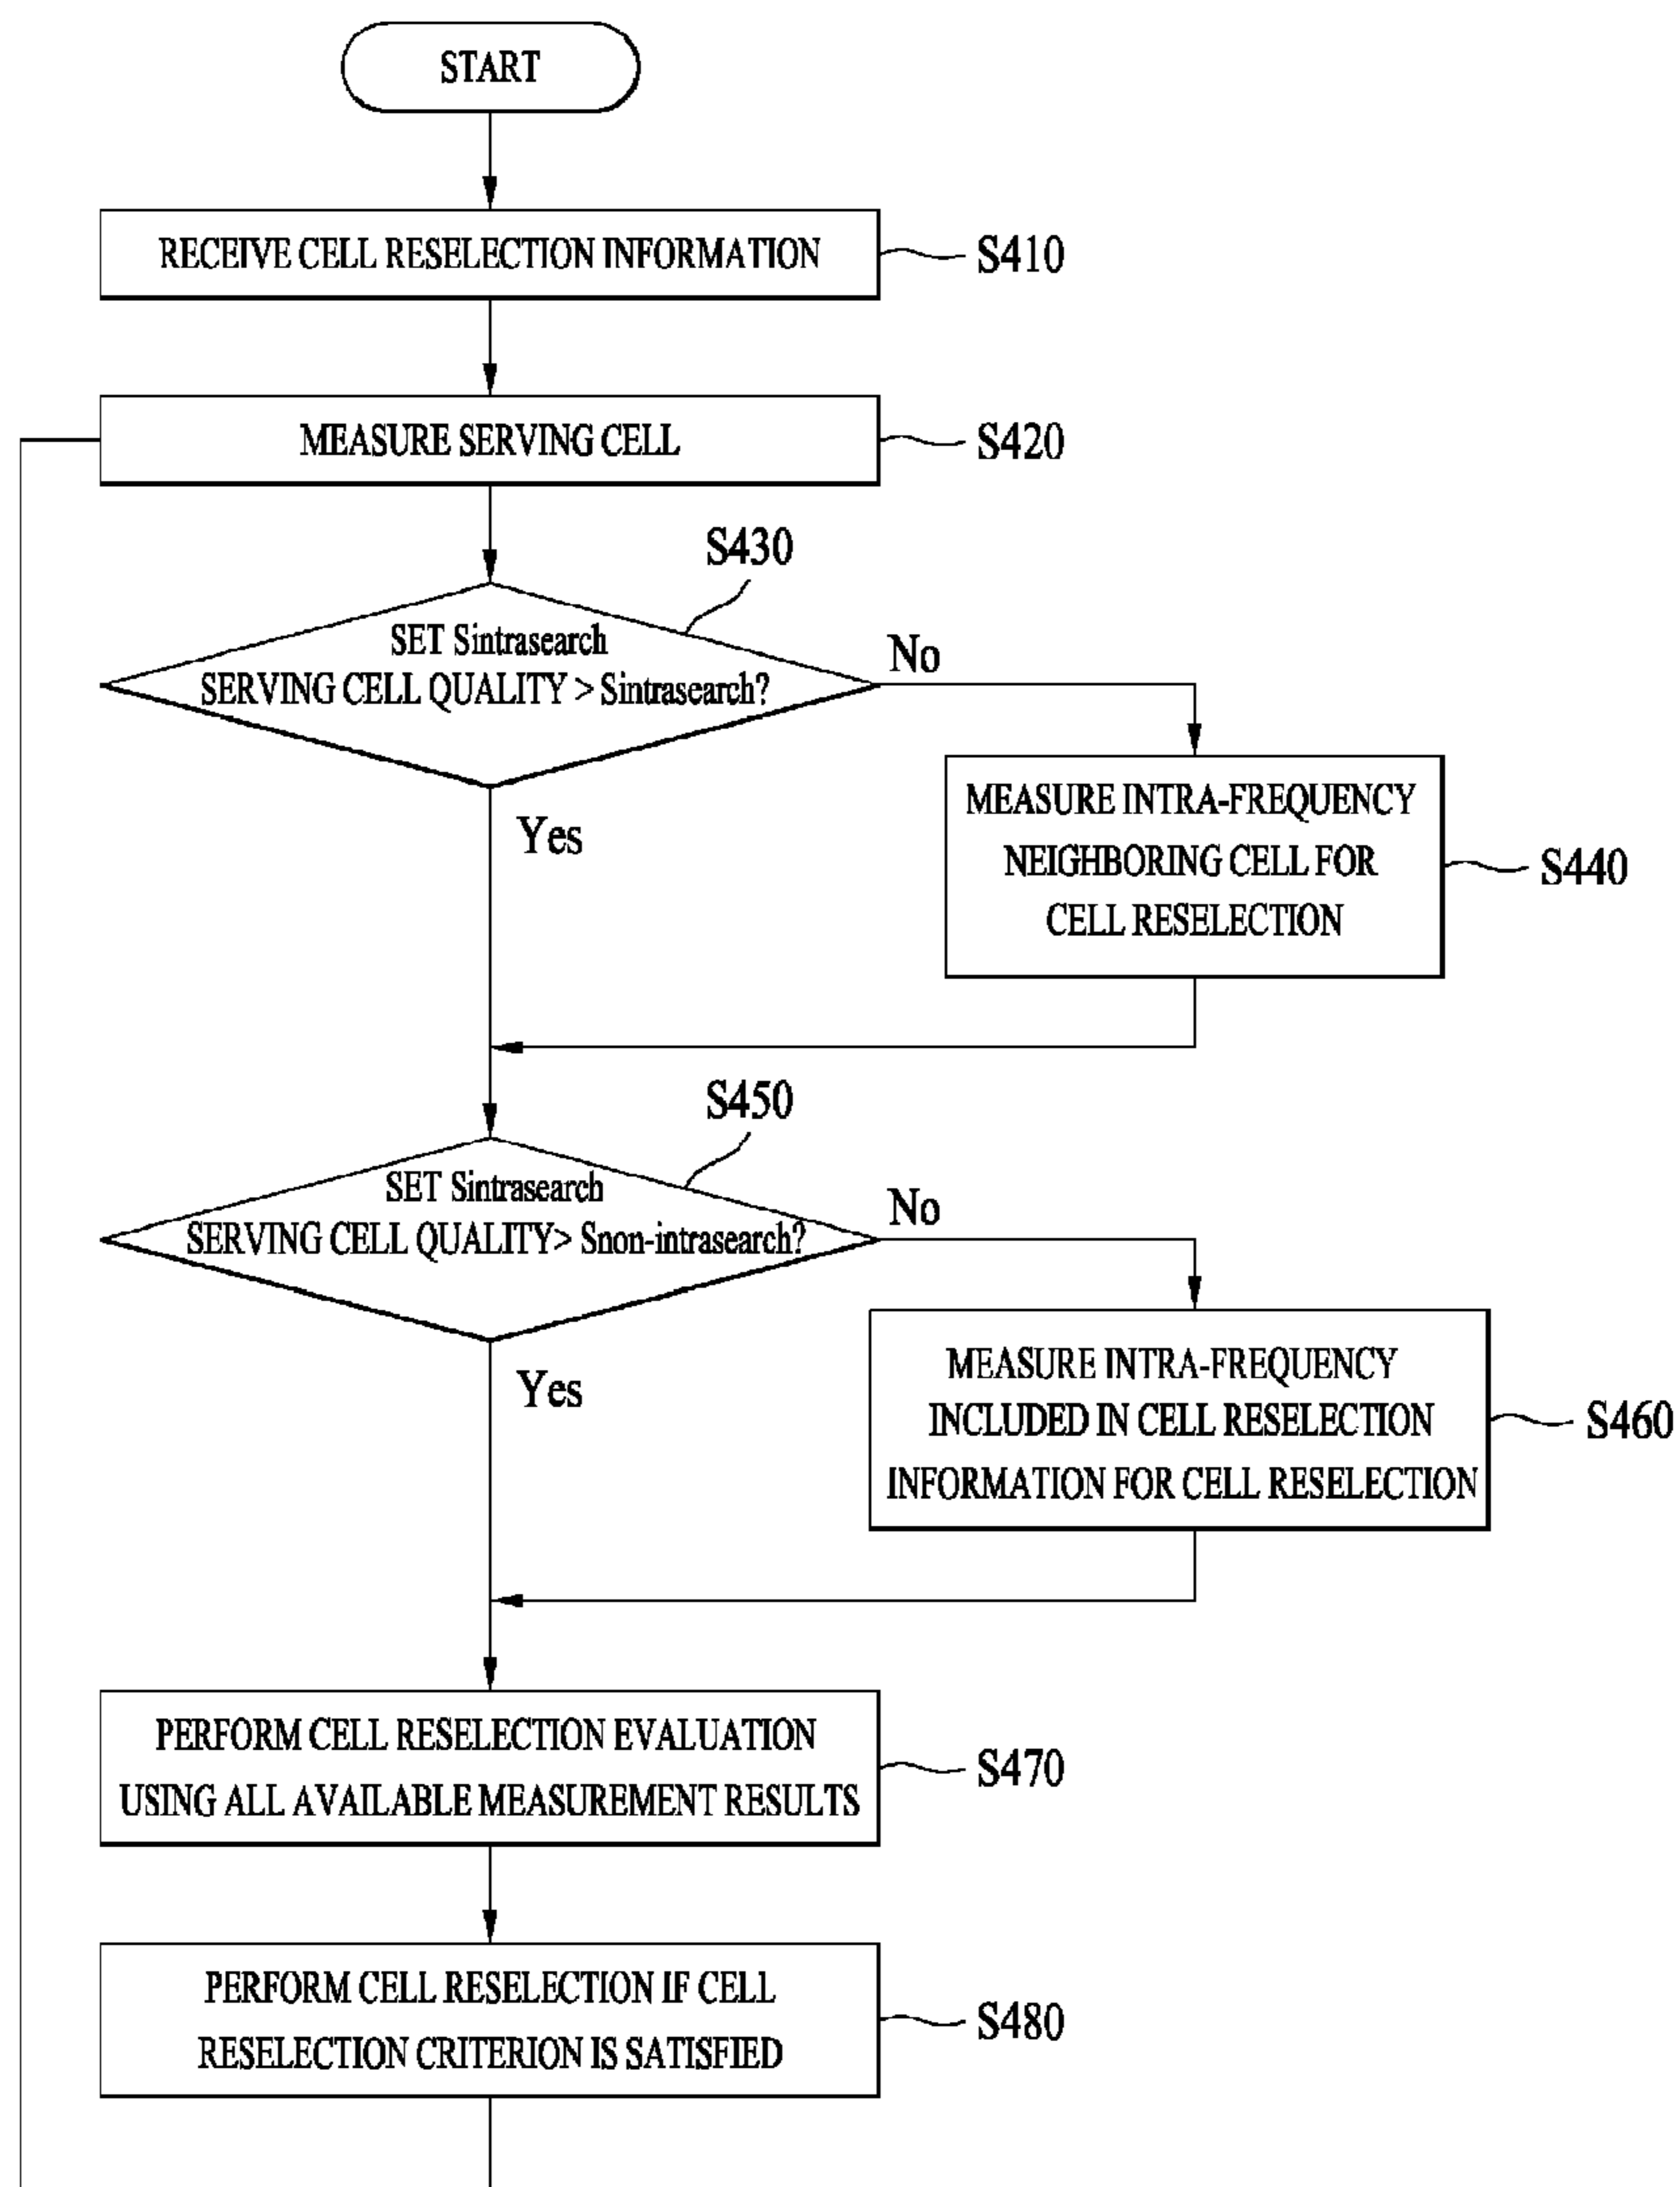 START
RECEIVE CELL RESELECTION INFORMATION
S410
MEASURE SERVING CELL
S420
S430
SET Sintrasearch
SERVING CELL QUALITY > Sintrasearch?
No
Yes
MEASURE INTRA-FREQUENCY
NEIGHBORING CELL FOR
CELL RESELECTION
S440
S450
SET Sintrasearch
SERVING CELL QUALITY> Snon-intrasearch?
No
Yes
MEASURE INTRA-FREQUENCY
INCLUDED IN CELL RESELECTION
INFORMATION FOR CELL RESELECTION
S460
PERFORM CELL RESELECTION EVALUATION
USING ALL AVAILABLE MEASUREMENT RESULTS
S470
PERFORM CELL RESELECTION IF CELL
RESELECTION CRITERION IS SATISFIED
S480